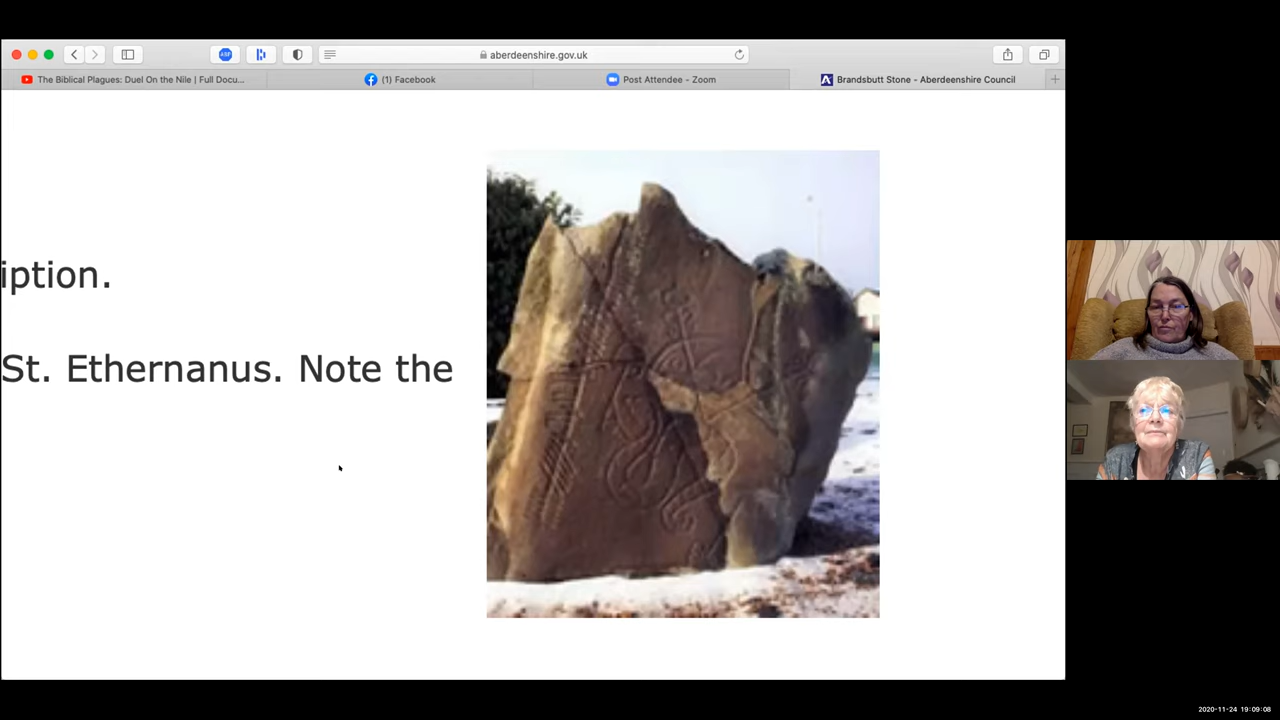 aberdeenshire.gov.uk
The Biblical Plagues: Duel On the Nile | Full Docu...
(1) Facebook
Post Attendee - Zoom
Brandsbutt Stone - Aberdeenshire Council
iption.
St. Ethernanus. Note the
2020-11-24 19:09:08